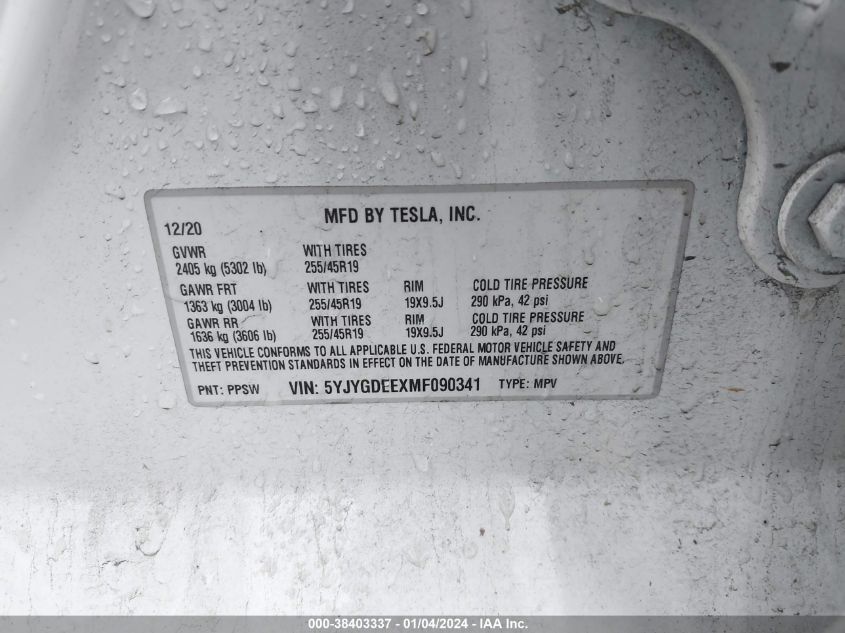 MFD BY TESLA, INC.
12/20
GVWR WITH TIRES
2405 kg (5302 lb) 255/45R19
GAWR FRT WITH TIRES RIM COLD TIRE PRESSURE
1363 kg (3004 lb) 255/45R19 19X9.5J 290 kPa, 42 psi
GAWR RR WITH TIRES RIM COLD TIRE PRESSURE
1636 kg (3606 lb) 255/45R19 19X9.5J 290 kPa, 42 psi
THIS VEHICLE CONFORMS TO ALL APPLICABLE U.S. FEDERAL MOTOR VEHICLE SAFETY AND
THEFT PREVENTION STANDARDS IN EFFECT ON THE DATE OF MANUFACTURE SHOWN ABOVE.
PNT: PPSW VIN: 5YJYGDEEXMF090341 TYPE: MPV
000-38403337 - 01/04/2024 - IAA Inc.